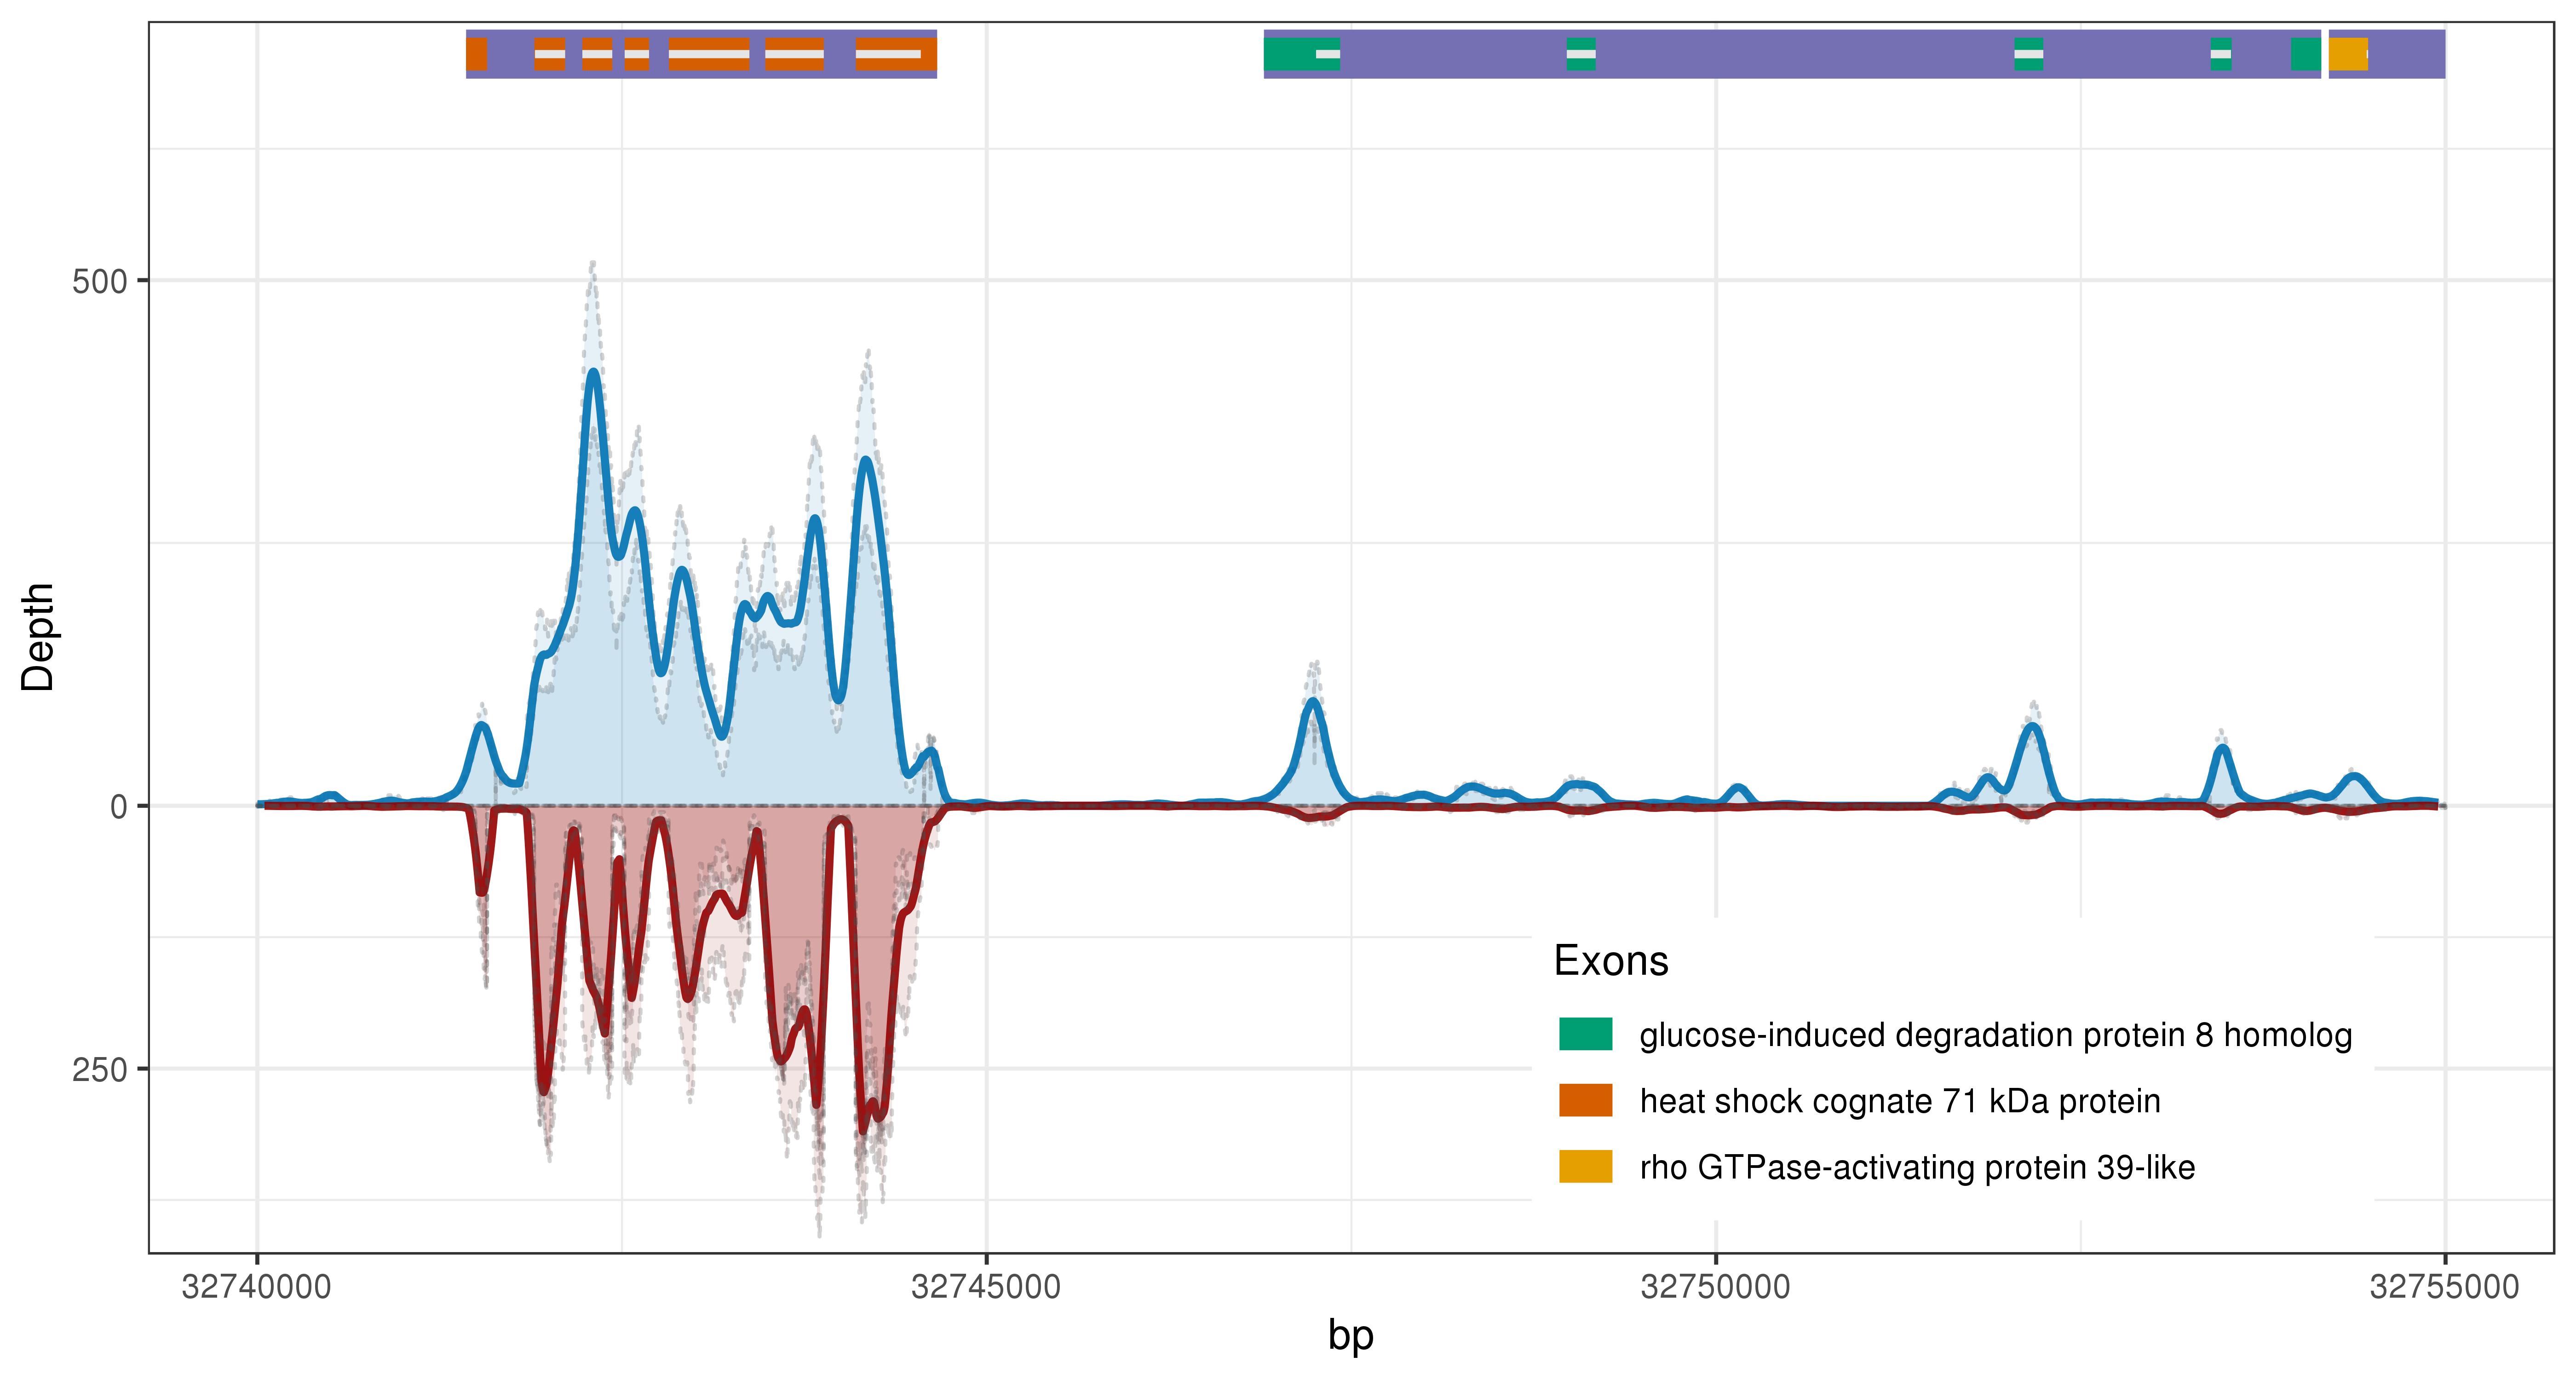 500
0
250
Depth
32740000 32745000 32750000 32755000
bp
Exons
glucose-induced degradation protein 8 homolog
heat shock cognate 71 kDa protein
rho GTPase-activating protein 39-like